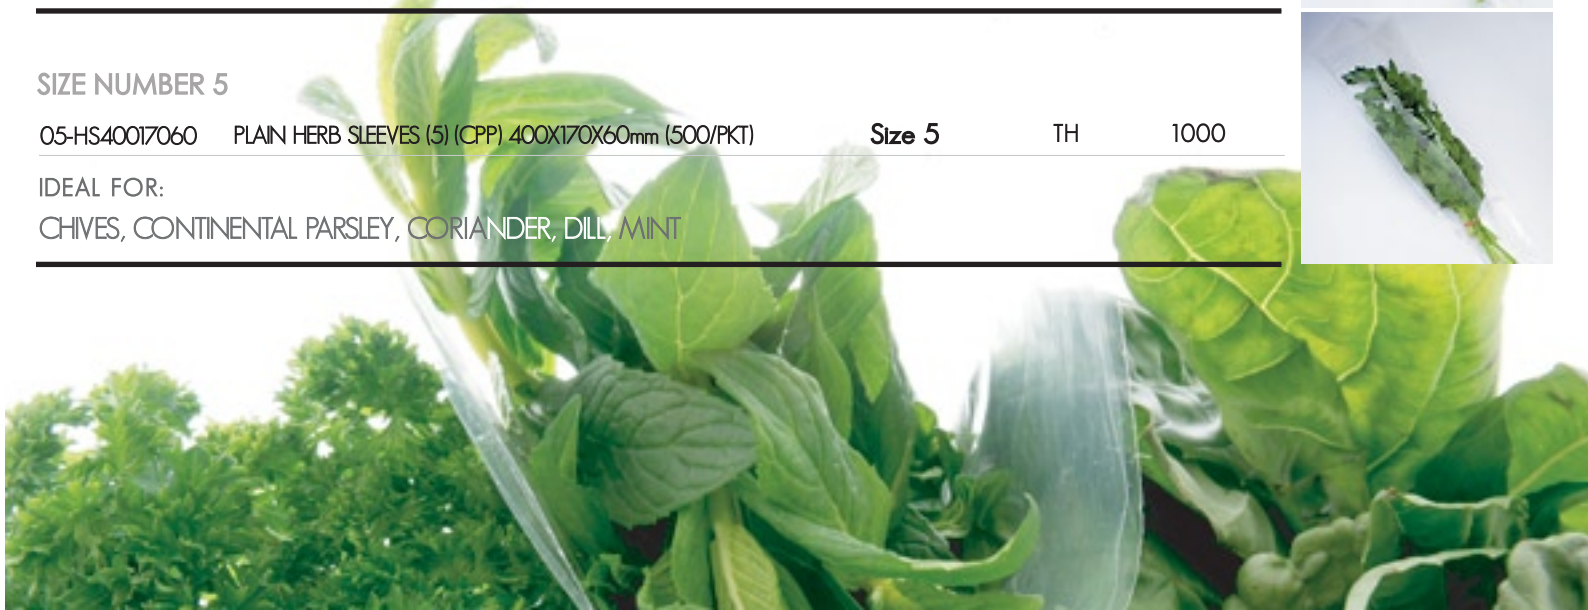 SIZE NUMBER 5
05-HS40017060 PLAIN HERB SLEEVES (5) (CPP) 400X170X60mm (500/PKT) Size 5 TH 1000
IDEAL FOR:
CHIVES, CONTINENTAL PARSLEY, CORIANDER, DILL, MINT